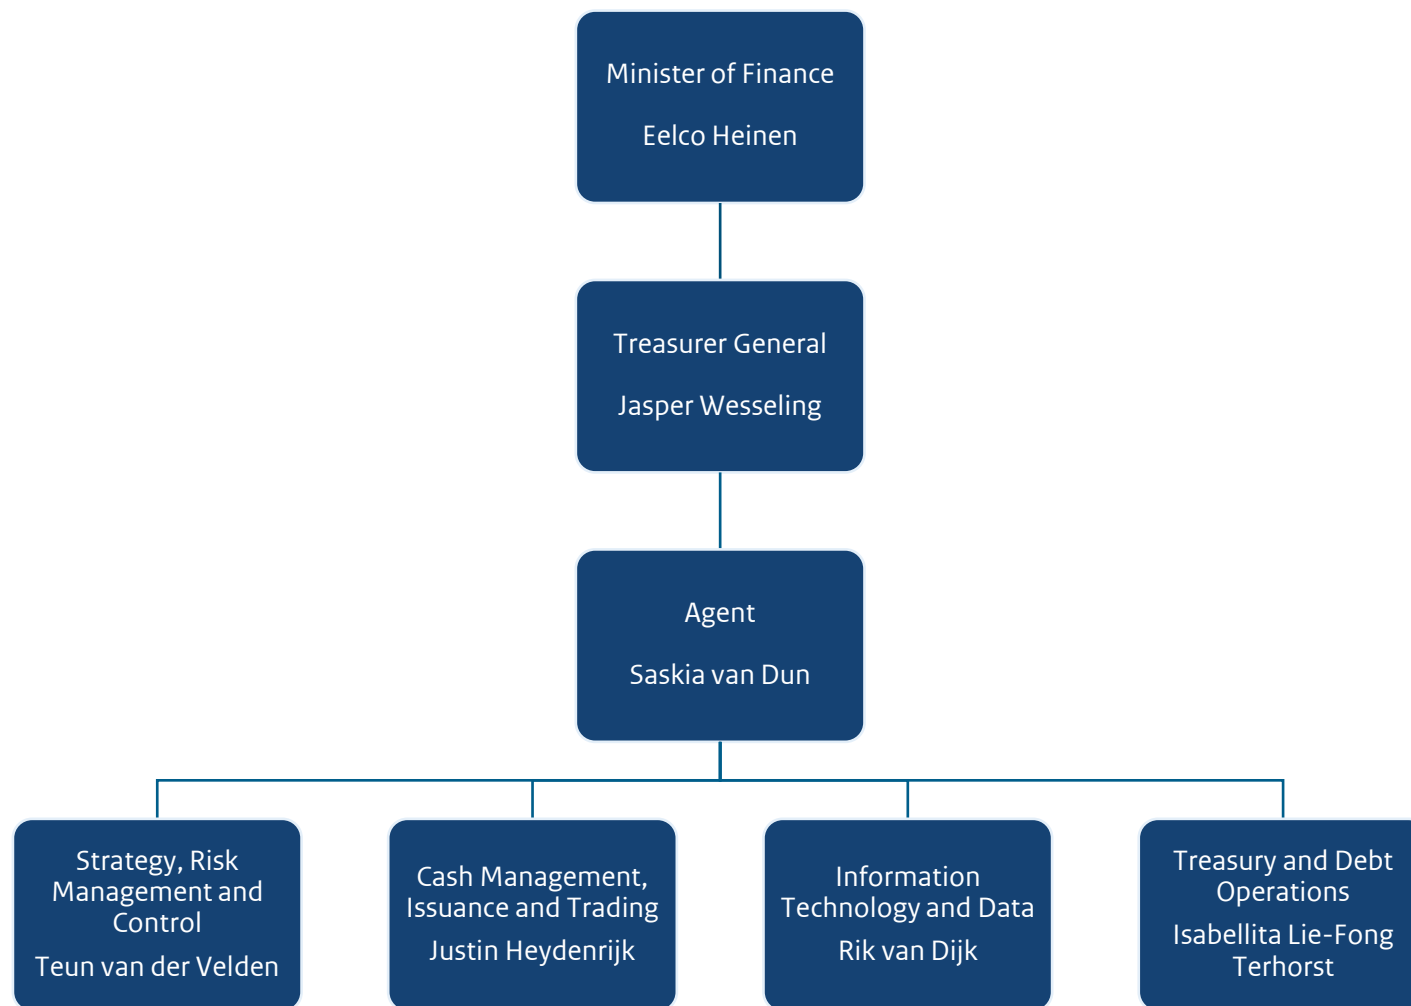 Minister of Finance
Eelco Heinen
Treasurer General
Jasper Wesseling
Agent
Saskia van Dun
Strategy, Risk
Management and
Control
Teun van der Velden
Cash Management,
Issuance and Trading
Justin Heydenrijk
Information
Technology and Data
Rik van Dijk
Treasury and Debt
Operations
Isabellita Lie-Fong
Terhorst